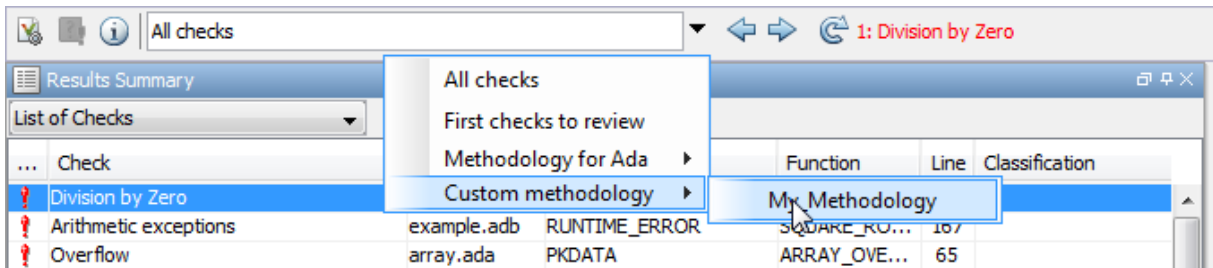 All checks 1: Division by Zero
Results Summary
All checks
List of Checks
First checks to review
... Check Methodology for Ada Function Line Classification
Division by Zero Custom methodology My Methodology
Arithmetic exceptions example.adb RUNTIME_ERROR SQUARE_RO... 167
Overflow array.ada PKDATA ARRAY_OVE... 65